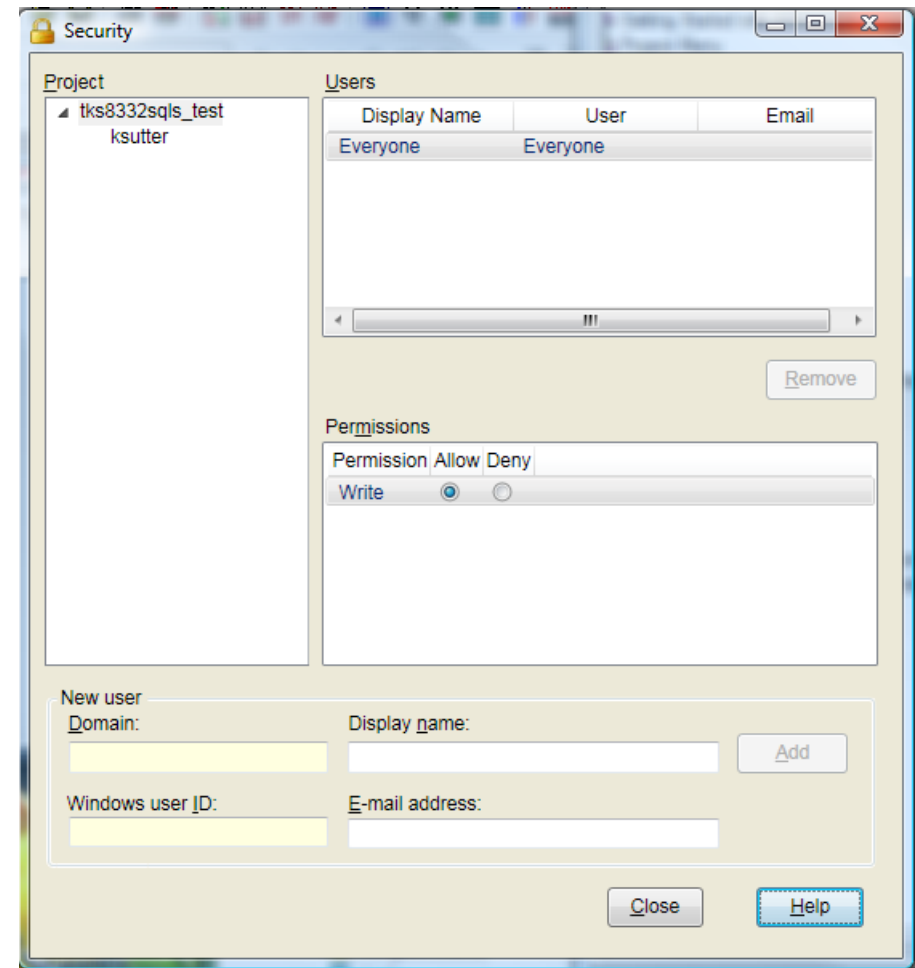 Security
Project
tks8332sqls_test
ksutter
Users
Display Name User Email
Everyone Everyone
Remove
Permissions
Permission Allow Deny
Write
New user
Domain:
Display name:
Add
Windows user ID:
E-mail address:
Close
Help